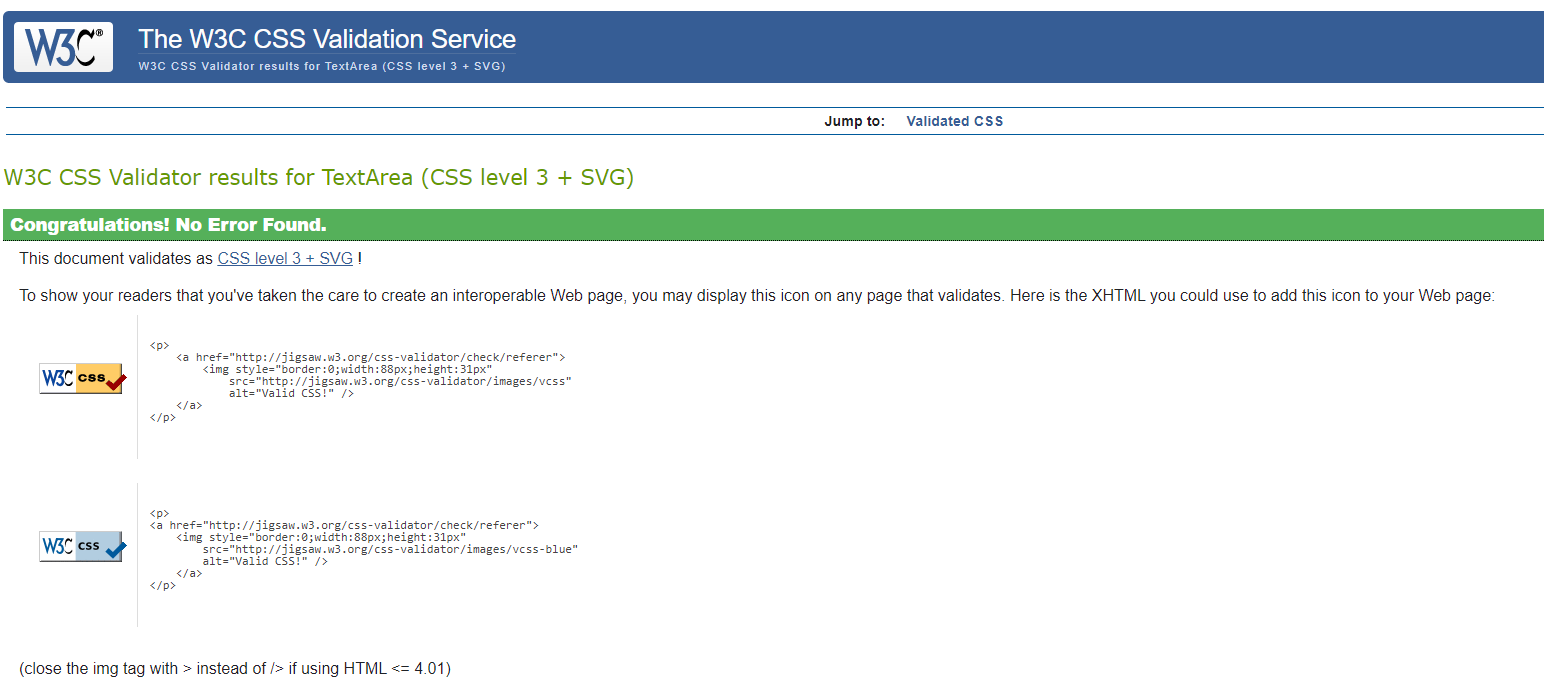 W3C®
The W3C CSS Validation Service
W3C CSS Validator results for TextArea (CSS level 3 + SVG)
Jump to: Validated CSS
W3C CSS Validator results for TextArea (CSS level 3 + SVG)
Congratulations! No Error Found.
This document validates as CSS level 3 + SVG !
To show your readers that you've taken the care to create an interoperable Web page, you may display this icon on any page that validates. Here is the XHTML you could use to add this icon to your Web page:
W3C css
<p>
    <a href="http://jigsaw.w3.org/css-validator/check/referer">
        <img style="border:0;width:88px;height:31px"
            src="http://jigsaw.w3.org/css-validator/images/vcss"
            alt="Valid CSS!" />
    </a>
</p>
W3C css
<p>
<a href="http://jigsaw.w3.org/css-validator/check/referer">
    <img style="border:0;width:88px;height:31px"
        src="http://jigsaw.w3.org/css-validator/images/vcss-blue"
        alt="Valid CSS!" />
    </a>
</p>
(close the img tag with > instead of /> if using HTML <= 4.01)